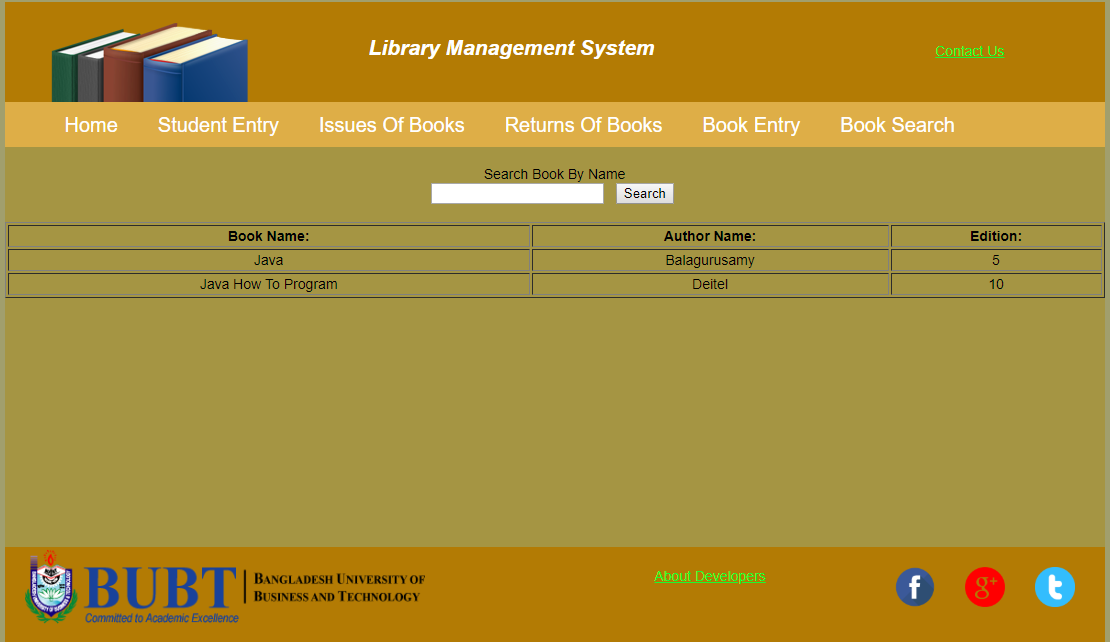 Library Management System
Contact Us
Home Student Entry Issues Of Books Returns Of Books Book Entry Book Search
Search Book By Name
Search
Book Name: Author Name: Edition:
Java Balagurusamy 5
Java How To Program Deitel 10
BUBT
Committed to Academic Excellence
BANGLADESH UNIVERSITY OF
BUSINESS AND TECHNOLOGY
About Developers
f
g+
t